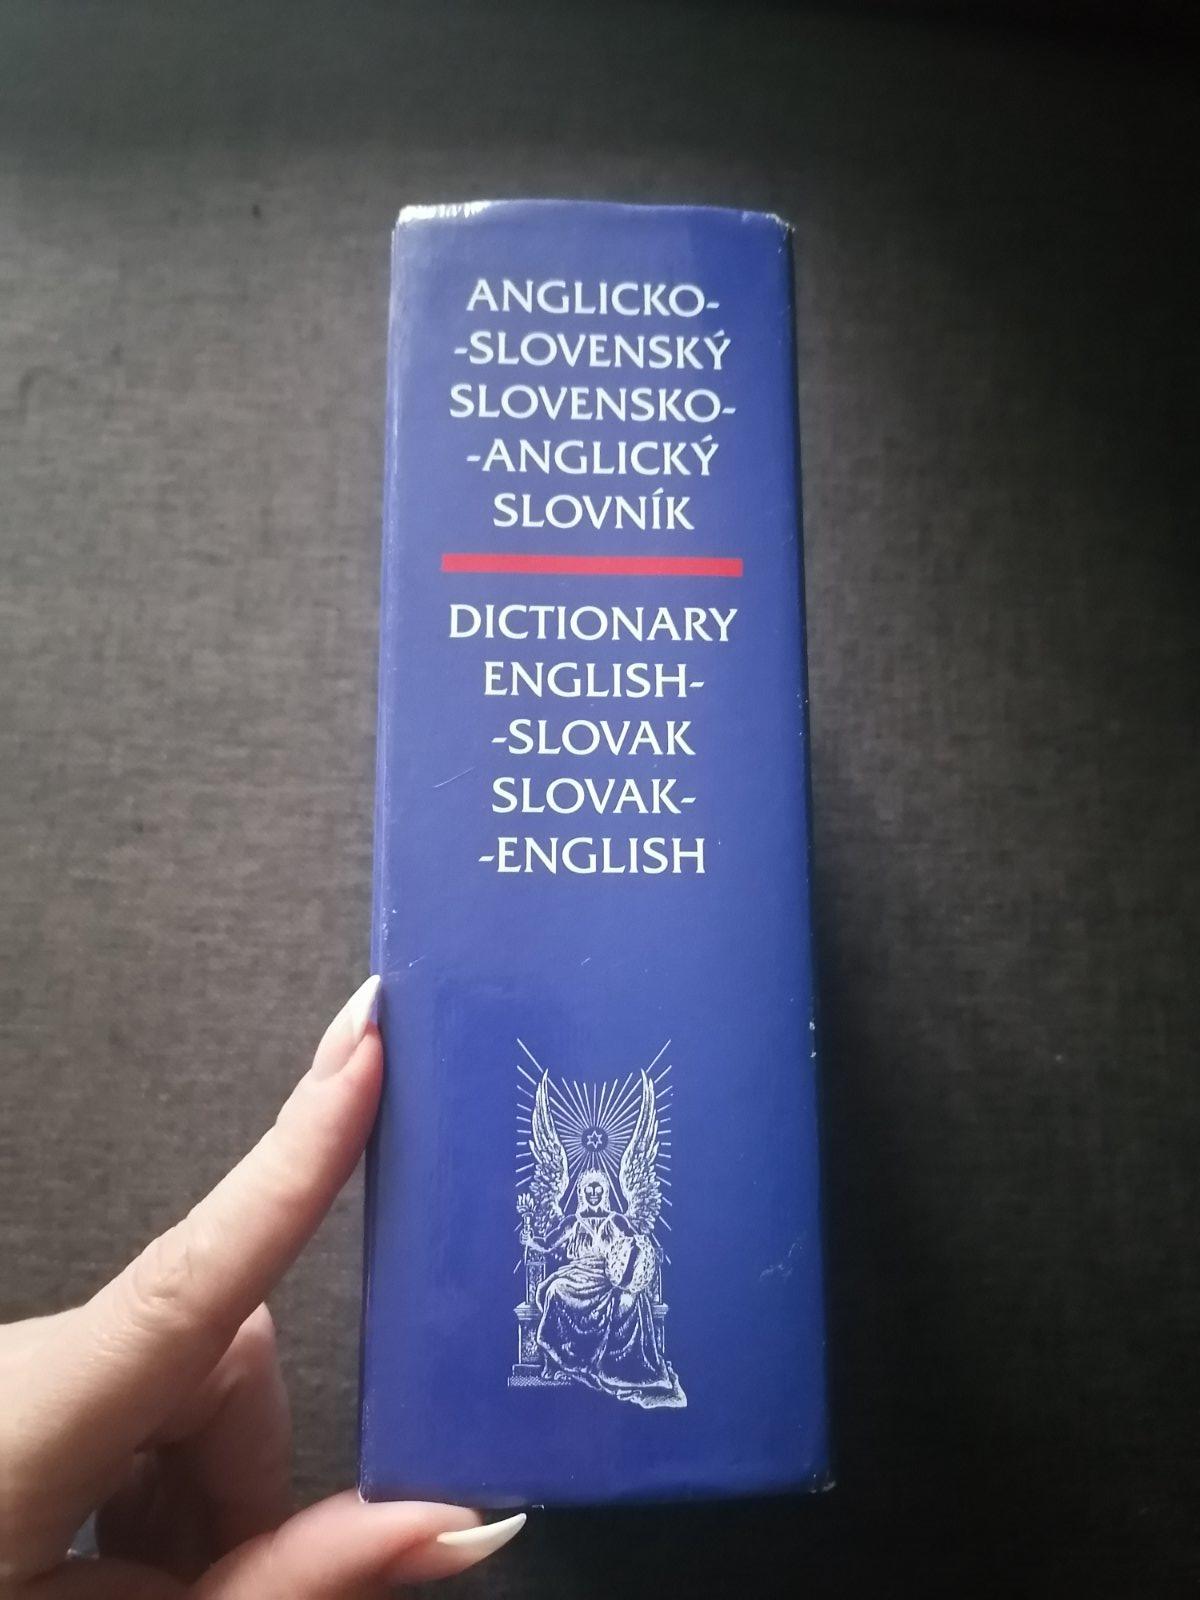 ANGLICKO-
-SLOVENSKÝ
SLOVENSKO-
-ANGLICKÝ
SLOVNÍK
DICTIONARY
ENGLISH-
-SLOVAK
SLOVAK-
-ENGLISH